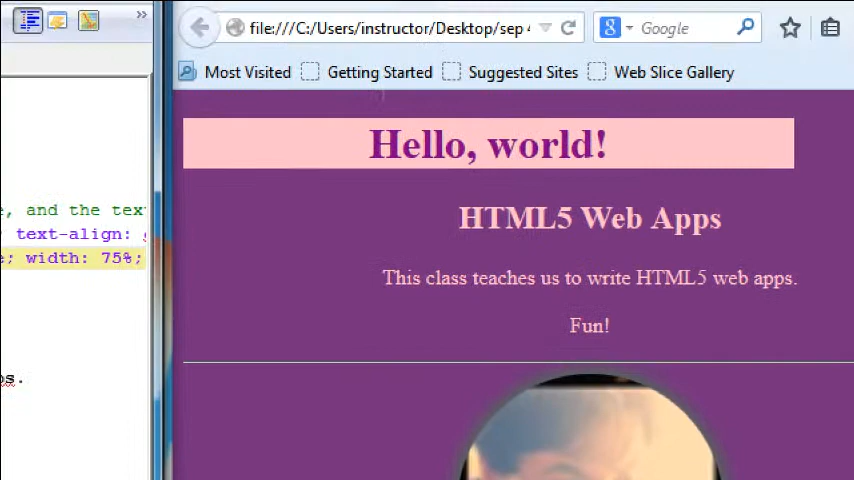 »
file:///C:/Users/instructor/Desktop/sep 4
Google
Most Visited Getting Started Suggested Sites Web Slice Gallery
Hello, world!
HTML5 Web Apps
This class teaches us to write HTML5 web apps.
Fun!
, and the tex
text-align:
; width: 75%;